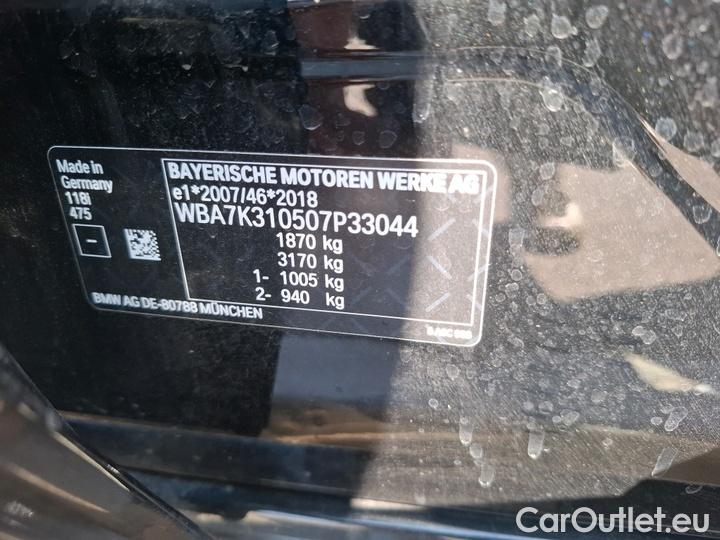 Made in
Germany
118i
475
BAYERISCHE MOTOREN WERKE AG
e1*2007/46*2018
WBA7K310507P33044
1870 kg
3170 kg
1- 1005 kg
2- 940 kg
BMW AG DE-80788 MÜNCHEN
CarOutlet.eu